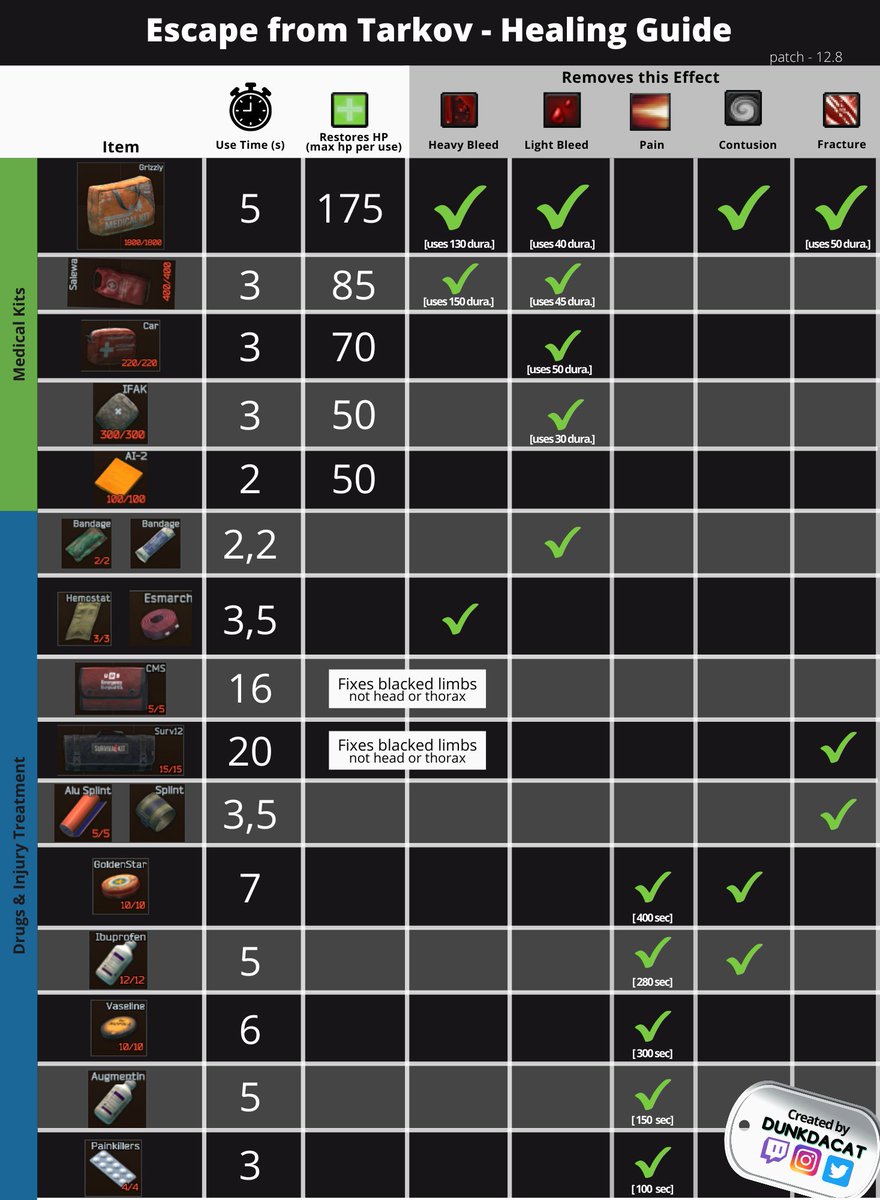 Escape from Tarkov - Healing Guide
patch - 12.8
Removes this Effect
Item
Use Time (s)
Restores HP
(max hp per use)
Heavy Bleed
Light Bleed
Pain
Contusion
Fracture
Medical Kits
Grizzly
MEDICAL KIT
1800/1800
5
175
[uses 130 dura.]
[uses 40 dura.]
[uses 50 dura.]
Salewa
400/400
3
85
[uses 150 dura.]
[uses 45 dura.]
Car
220/220
3
70
[uses 50 dura.]
IFAK
300/300
3
50
[uses 30 dura.]
AI-2
100/100
2
50
Drugs & Injury Treatment
Bandage
2/2
Bandage
2,2
Hemostat
3/3
Esmarch
3,5
CMS
5/5
16
Fixes blacked limbs
not head or thorax
Surv12
SURVIVAL KIT
15/15
20
Fixes blacked limbs
not head or thorax
Alu Splint
5/5
Splint
3,5
GoldenStar
10/10
7
[400 sec]
Ibuprofen
12/12
5
[280 sec]
Vaseline
10/10
6
[300 sec]
Augmentin
5
[150 sec]
Painkillers
4/4
3
[100 sec]
Created by
DUNKDACAT